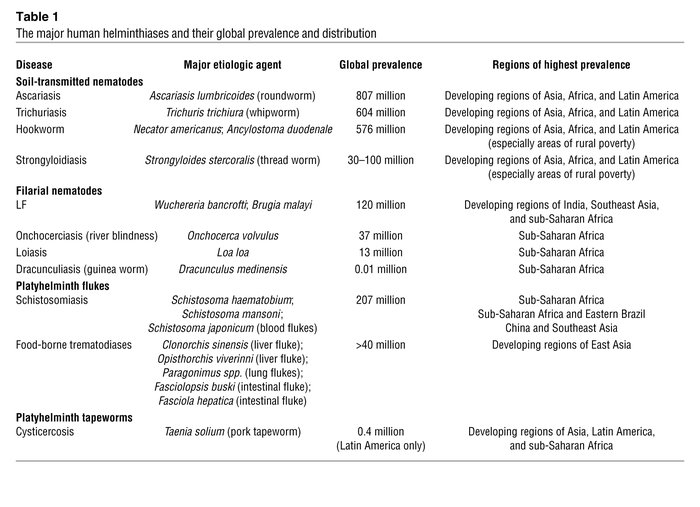 Table 1
The major human helminthiases and their global prevalence and distribution
Disease Major etiologic agent Global prevalence Regions of highest prevalence
Soil-transmitted nematodes
Ascariasis Ascariasis lumbricoides (roundworm) 807 million Developing regions of Asia, Africa, and Latin America
Trichuriasis Trichuris trichiura (whipworm) 604 million Developing regions of Asia, Africa, and Latin America
Hookworm Necator americanus; Ancylostoma duodenale 576 million Developing regions of Asia, Africa, and Latin America
(especially areas of rural poverty)
Strongyloidiasis Strongyloides stercoralis (thread worm) 30–100 million Developing regions of Asia, Africa, and Latin America
(especially areas of rural poverty)
Filarial nematodes
LF Wuchereria bancrofti; Brugia malayi 120 million Developing regions of India, Southeast Asia,
and sub-Saharan Africa
Onchocerciasis (river blindness) Onchocerca volvulus 37 million Sub-Saharan Africa
Loiasis Loa loa 13 million Sub-Saharan Africa
Dracunculiasis (guinea worm) Dracunculus medinensis 0.01 million Sub-Saharan Africa
Platyhelminth flukes
Schistosomiasis Schistosoma haematobium; 207 million Sub-Saharan Africa
Schistosoma mansoni; Sub-Saharan Africa and Eastern Brazil
Schistosoma japonicum (blood flukes) China and Southeast Asia
Food-borne trematodiases Clonorchis sinensis (liver fluke); >40 million Developing regions of East Asia
Opisthorchis viverinni (liver fluke);
Paragonimus spp. (lung flukes);
Fasciolopsis buski (intestinal fluke);
Fasciola hepatica (intestinal fluke)
Platyhelminth tapeworms
Cysticercosis Taenia solium (pork tapeworm) 0.4 million Developing regions of Asia, Latin America,
(Latin America only) and sub-Saharan Africa